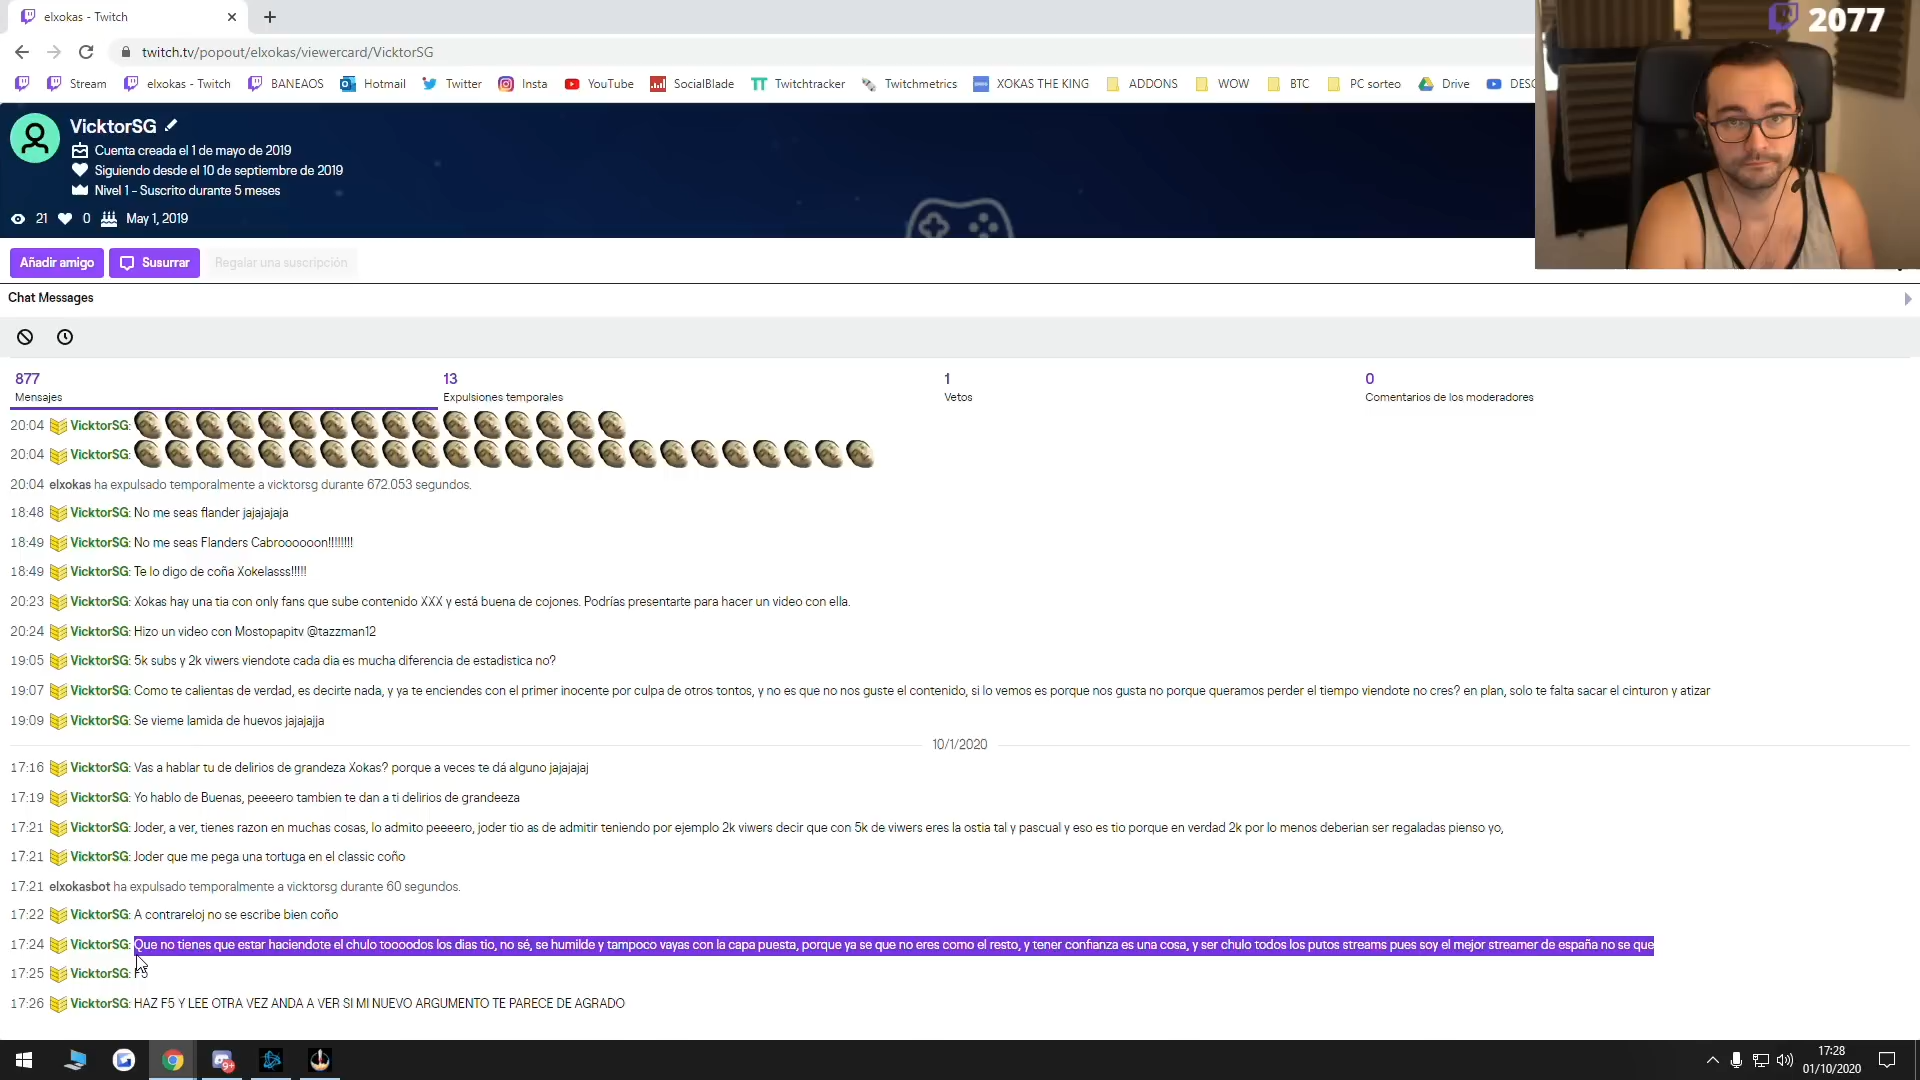 elxokas - Twitch
2077
twitch.tv/popout/elxokas/viewercard/VicktorSG
Stream elxokas - Twitch BANEAOS Hotmail Twitter Insta YouTube SocialBlade Twitchtracker Twitchmetrics XOKAS THE KING ADDONS WOW BTC PC sorteo Drive DESC
VicktorSG
Cuenta creada el 1 de mayo de 2019
Siguiendo desde el 10 de septiembre de 2019
Nivel 1 - Suscrito durante 5 meses
21 0 May 1, 2019
Añadir amigo Susurrar Regalar una suscripción
Chat Messages
877 13 1 0
Mensajes Expulsiones temporales Vetos Comentarios de los moderadores
20:04 VicktorSG:
20:04 VicktorSG:
20:04 elxokas ha expulsado temporalmente a vicktorsg durante 672.053 segundos.
18:48 VicktorSG: No me seas flander jajajajaja
18:49 VicktorSG: No me seas Flanders Cabroooooon!!!!!!!!
18:49 VicktorSG: Te lo digo de coña Xokelasss!!!!!
20:23 VicktorSG: Xokas hay una tia con only fans que sube contenido XXX y está buena de cojones. Podrías presentarte para hacer un video con ella.
20:24 VicktorSG: Hizo un video con Mostopapitv @tazzman12
19:05 VicktorSG: 5k subs y 2k viwers viendote cada dia es mucha diferencia de estadistica no?
19:07 VicktorSG: Como te calientas de verdad, es decirte nada, y ya te enciendes con el primer inocente por culpa de otros tontos, y no es que no nos guste el contenido, si lo vemos es porque nos gusta no porque queramos perder el tiempo viendote no cres? en plan, solo te falta sacar el cinturon y atizar
19:09 VicktorSG: Se vieme lamida de huevos jajajajja
10/1/2020
17:16 VicktorSG: Vas a hablar tu de delirios de grandeza Xokas? porque a veces te dá alguno jajajajaj
17:19 VicktorSG: Yo hablo de Buenas, peeeero tambien te dan a ti delirios de grandeeza
17:21 VicktorSG: Joder, a ver, tienes razon en muchas cosas, lo admito peeeero, joder tio as de admitir teniendo por ejemplo 2k viwers decir que con 5k de viwers eres la ostia tal y pascual y eso es tio porque en verdad 2k por lo menos deberian ser regaladas pienso yo,
17:21 VicktorSG: Joder que me pega una tortuga en el classic coño
17:21 elxokasbot ha expulsado temporalmente a vicktorsg durante 60 segundos.
17:22 VicktorSG: A contrareloj no se escribe bien coño
17:24 VicktorSG: Que no tienes que estar haciendote el chulo toooodos los dias tio, no sé, se humilde y tampoco vayas con la capa puesta, porque ya se que no eres como el resto, y tener confianza es una cosa, y ser chulo todos los putos streams pues soy el mejor streamer de españa no se que
17:25 VicktorSG: F5
17:26 VicktorSG: HAZ F5 Y LEE OTRA VEZ ANDA A VER SI MI NUEVO ARGUMENTO TE PARECE DE AGRADO
9+
17:28
01/10/2020